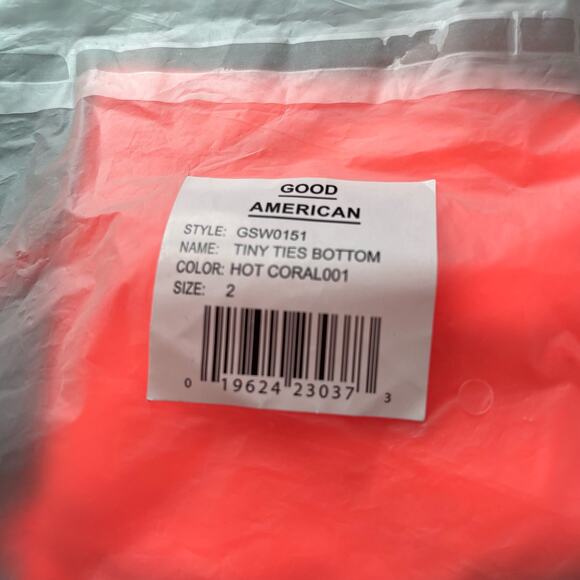 GOOD
AMERICAN
STYLE: GSW0151
NAME: TINY TIES BOTTOM
COLOR: HOT CORAL001
SIZE: 2
0 19624 23037 3